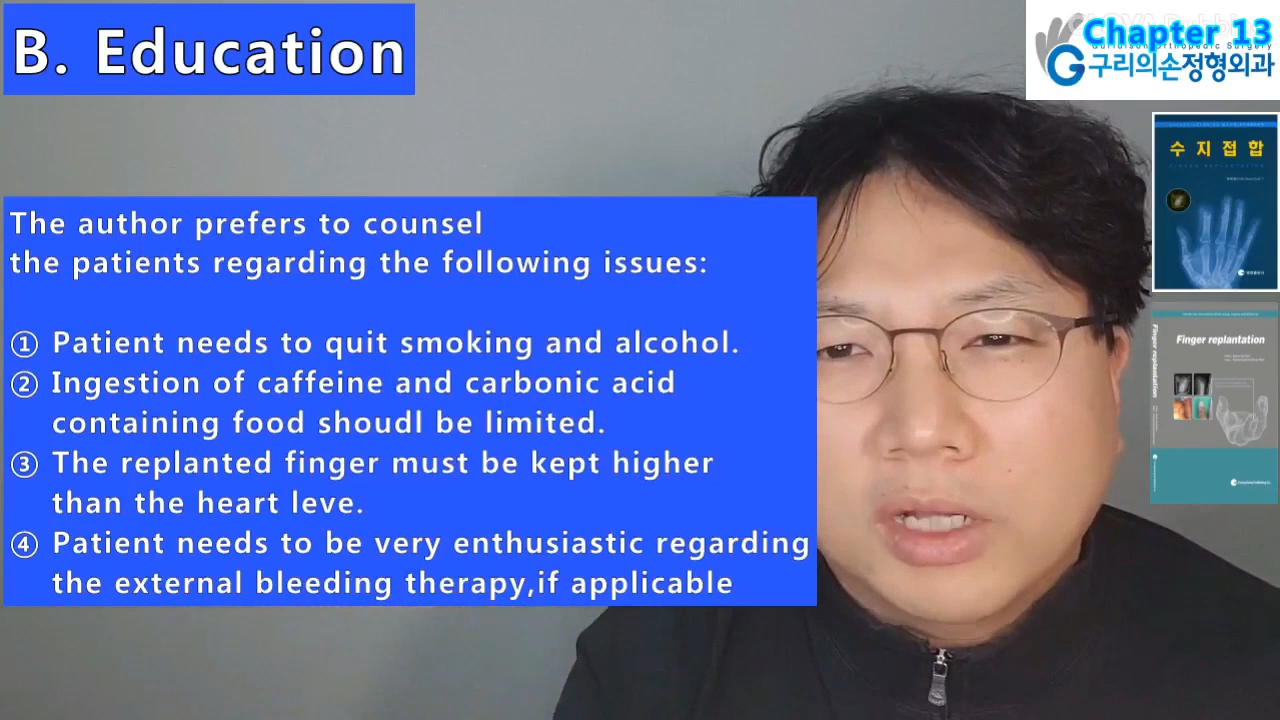 B. Education
Chapter 13
구리의손정형외과
수지접합
The author prefers to counsel
the patients regarding the following issues:
① Patient needs to quit smoking and alcohol.
② Ingestion of caffeine and carbonic acid
containing food shoudl be limited.
③ The replanted finger must be kept higher
than the heart leve.
④ Patient needs to be very enthusiastic regarding
the external bleeding therapy,if applicable
Finger replantation
Finger replantation